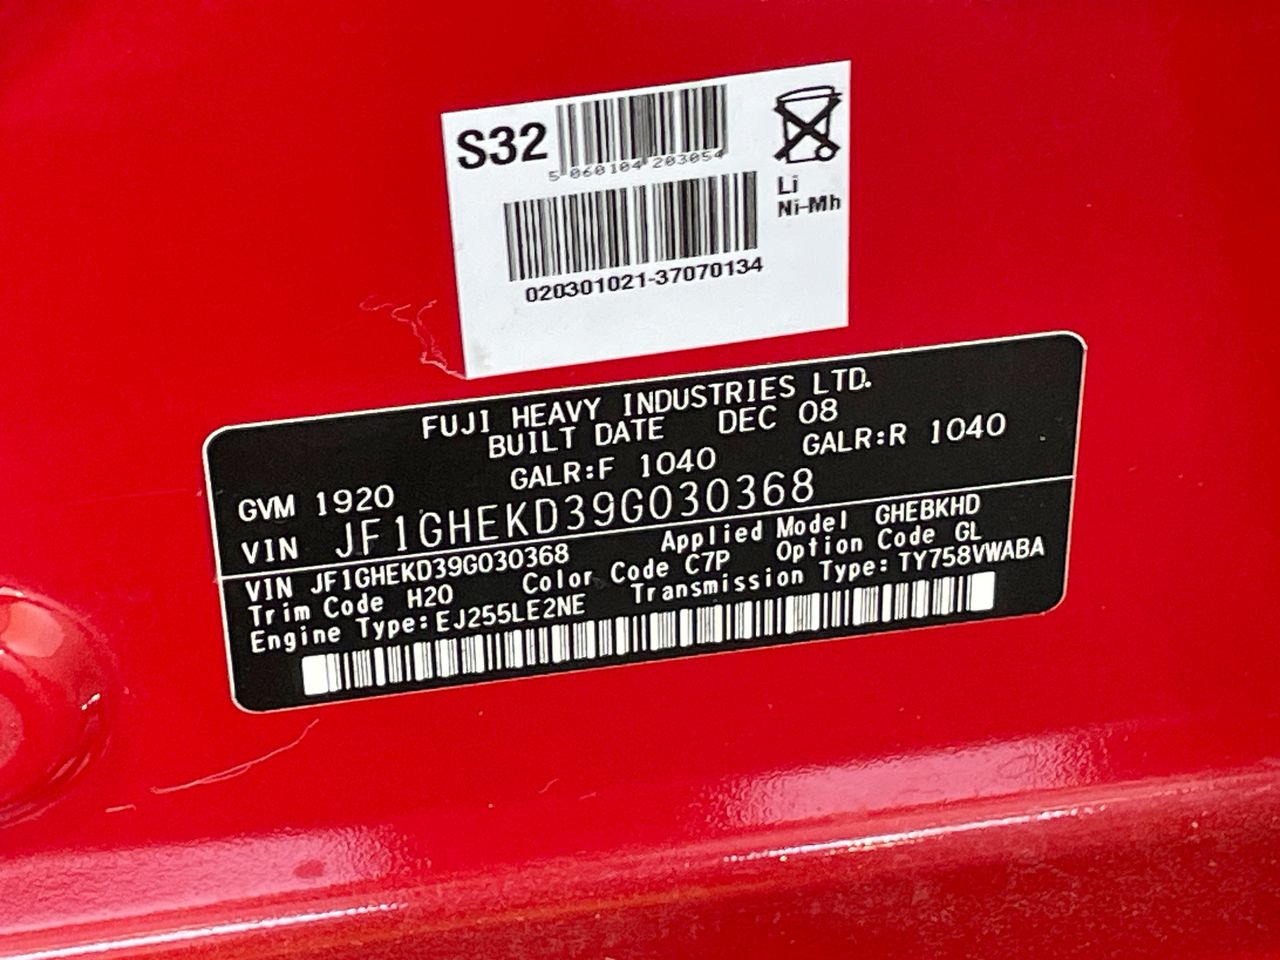 S32
5 060104 203054
Li
Ni-Mh
020301021-37070134
FUJI HEAVY INDUSTRIES LTD.
BUILT DATE DEC 08
GVM 1920 GALR:F 1040 GALR:R 1040
VIN JF1GHEKD39G030368
VIN JF1GHEKD39G030368 Applied Model GHEBKHD
Trim Code H20 Color Code C7P Option Code GL
Engine Type:EJ255LE2NE Transmission Type:TY758VWABA